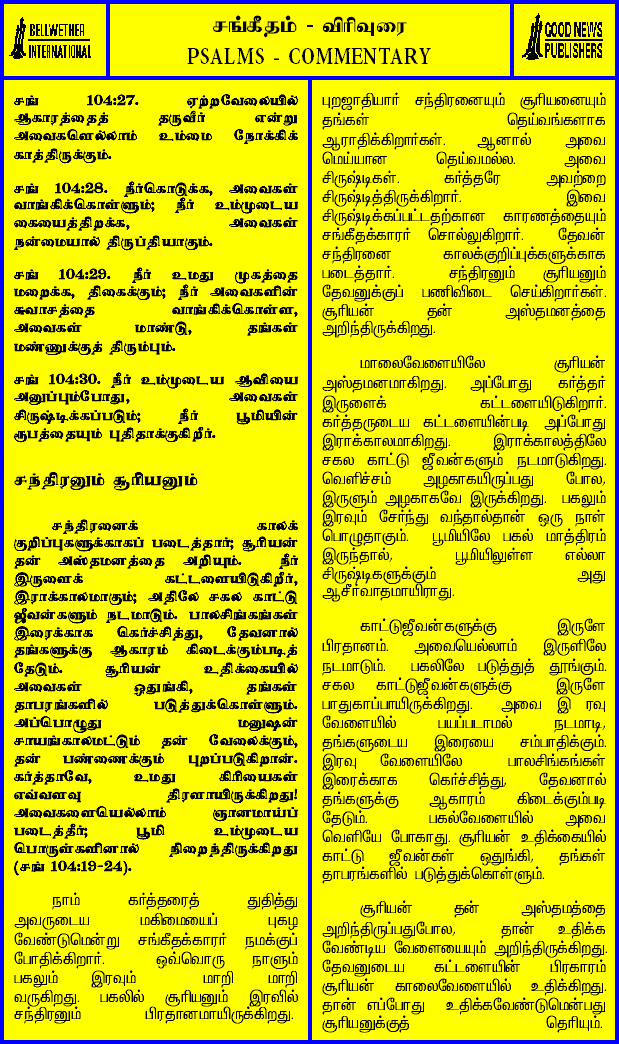 BELLWETHER
INTERNATIONAL
சங்கீதம் - விரிவுரை
PSALMS - COMMENTARY
GOOD NEWS
PUBLISHERS
சங் 104:27. ஏற்றவேலையில்
ஆகாரத்தைத் தருவீர் என்று
அவைகளெல்லாம் உம்மை நோக்கிக்
காத்திருக்கும்.
சங் 104:28. நீர்கொடுக்க, அவைகள்
வாங்கிக்கொள்ளும்; நீர் உம்முடைய
கையைத்திறக்க, அவைகள்
நன்மையால் திருப்தியாகும்.
சங் 104:29. நீர் உமது முகத்தை
மறைக்க, திகைக்கும்; நீர் அவைகளின்
சுவாசத்தை வாங்கிக்கொள்ள,
அவைகள் மாண்டு, தங்கள்
மண்ணுக்குத் திரும்பும்.
சங் 104:30. நீர் உம்முடைய ஆவியை
அனுப்பும்போது, அவைகள்
சிருஷ்டிக்கப்படும்; நீர் பூமியின்
ரூபத்தையும் புதிதாக்குகிறீர்.
சந்திரனும் சூரியனும்
சந்திரனைக் காலக்
குறிப்புகளுக்காகப் படைத்தார்; சூரியன்
தன் அஸ்தமனத்தை அறியும். நீர்
இருளைக் கட்டளையிடுகிறீர்,
இராக்காலமாகும்; அதிலே சகல காட்டு
ஜீவன்களும் நடமாடும். பாலசிங்கங்கள்
இரைக்காக கெர்ச்சித்து, தேவனால்
தங்களுக்கு ஆகாரம் கிடைக்கும்படித்
தேடும். சூரியன் உதிக்கையில்
அவைகள் ஒதுங்கி, தங்கள்
தாபரங்களில் படுத்துக்கொள்ளும்.
அப்பொழுது மனுஷன்
சாயங்காலமட்டும் தன் வேலைக்கும்,
தன் பண்ணைக்கும் புறப்படுகிறான்.
கர்த்தாவே, உமது கிரியைகள்
எவ்வளவு திரளாயிருக்கிறது!
அவைகளையெல்லாம் ஞானமாய்ப்
படைத்தீர்; பூமி உம்முடைய
பொருள்களினால் நிறைந்திருக்கிறது
(சங் 104:19-24).
நாம் கர்த்தரைத் துதித்து
அவருடைய மகிமையைப் புகழ
வேண்டுமென்று சங்கீதக்காரர் நமக்குப்
போதிக்கிறார். ஒவ்வொரு நாளும்
பகலும் இரவும் மாறி மாறி
வருகிறது. பகலில் சூரியனும் இரவில்
சந்திரனும் பிரதானமாயிருக்கிறது.
புறஜாதியார் சந்திரனையும் சூரியனையும்
தங்கள் தெய்வங்களாக
ஆராதிக்கிறார்கள். ஆனால் அவை
மெய்யான தெய்வமல்ல. அவை
சிருஷ்டிகள். கர்த்தரே அவற்றை
சிருஷ்டித்திருக்கிறார். இவை
சிருஷ்டிக்கப்பட்டதற்கான காரணத்தையும்
சங்கீதக்காரர் சொல்லுகிறார். தேவன்
சந்திரனை காலக்குறிப்புக்களுக்காக
படைத்தார். சந்திரனும் சூரியனும்
தேவனுக்குப் பணிவிடை செய்கிறார்கள்.
சூரியன் தன் அஸ்தமனத்தை
அறிந்திருக்கிறது.
மாலைவேளையிலே சூரியன்
அஸ்தமனமாகிறது. அப்போது கர்த்தர்
இருளைக் கட்டளையிடுகிறார்.
கர்த்தருடைய கட்டளையின்படி அப்போது
இராக்காலமாகிறது. இராக்காலத்திலே
சகல காட்டு ஜீவன்களும் நடமாடுகிறது.
வெளிச்சம் அழகாகயிருப்பது போல,
இருளும் அழகாகவே இருக்கிறது. பகலும்
இரவும் சேர்ந்து வந்தால்தான் ஒரு நாள்
பொழுதாகும். பூமியிலே பகல் மாத்திரம்
இருந்தால், பூமியிலுள்ள எல்லா
சிருஷ்டிகளுக்கும் அது
ஆசீர்வாதமாயிராது.
காட்டுஜீவன்களுக்கு இருளே
பிரதானம். அவையெல்லாம் இருளிலே
நடமாடும். பகலிலே படுத்துத் தூங்கும்.
சகல காட்டுஜீவன்களுக்கு இருளே
பாதுகாப்பாயிருக்கிறது. அவை இ ரவு
வேளையில் பயப்படாமல் நடமாடி,
தங்களுடைய இரையை சம்பாதிக்கும்.
இரவு வேளையிலே பாலசிங்கங்கள்
இரைக்காக கெர்ச்சித்து, தேவனால்
தங்களுக்கு ஆகாரம் கிடைக்கும்படி
தேடும். பகல்வேளையில் அவை
வெளியே போகாது. சூரியன் உதிக்கையில்
காட்டு ஜீவன்கள் ஒதுங்கி, தங்கள்
தாபரங்களில் படுத்துக்கொள்ளும்.
சூரியன் தன் அஸ்தமத்தை
அறிந்திருப்பதுபோல, தான் உதிக்க
வேண்டிய வேளையையும் அறிந்திருக்கிறது.
தேவனுடைய கட்டளையின் பிரகாரம்
சூரியன் காலைவேளையில் உதிக்கிறது.
தான் எப்போது உதிக்கவேண்டுமென்பது
சூரியனுக்குத் தெரியும்.